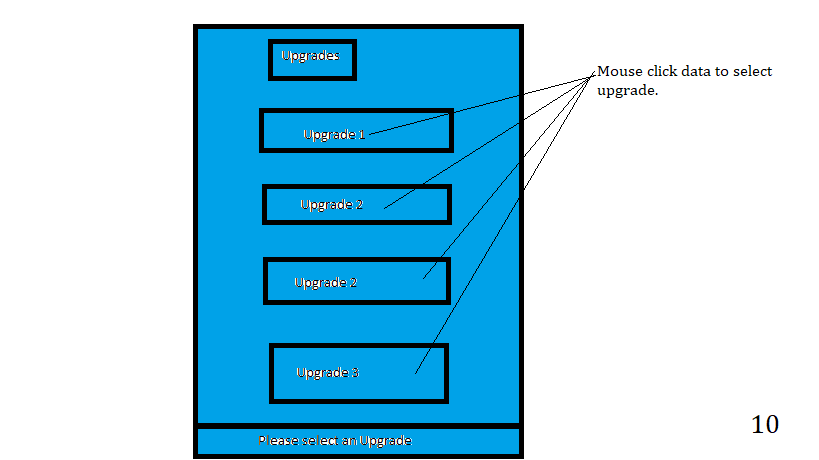 Upgrades
Mouse click data to select
upgrade.
Upgrade 1
Upgrade 2
Upgrade 2
Upgrade 3
Please select an Upgrade
10